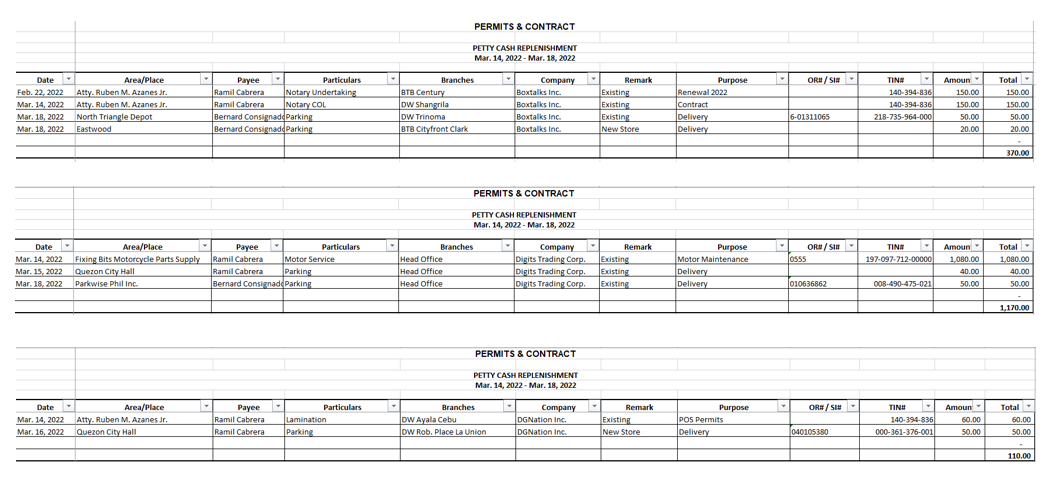 PERMITS & CONTRACT
PETTY CASH REPLENISHMENT
Mar. 14, 2022 - Mar. 18, 2022
Date Area/Place Payee Particulars Branches Company Remark Purpose OR# / SI# TIN# Amoun Total
Feb. 22, 2022 Atty. Ruben M. Azanes Jr. Ramil Cabrera Notary Undertaking BTB Century Boxtalks Inc. Existing Renewal 2022 140-394-836 150.00 150.00
Mar. 14, 2022 Atty. Ruben M. Azanes Jr. Ramil Cabrera Notary COL DW Shangrila Boxtalks Inc. Existing Contract 140-394-836 150.00 150.00
Mar. 18, 2022 North Triangle Depot Bernard Consignado Parking DW Trinoma Boxtalks Inc. Existing Delivery 6-01311065 218-735-964-000 50.00 50.00
Mar. 18, 2022 Eastwood Bernard Consignado Parking BTB Cityfront Clark Boxtalks Inc. New Store Delivery 20.00 20.00
-
370.00
PERMITS & CONTRACT
PETTY CASH REPLENISHMENT
Mar. 14, 2022 - Mar. 18, 2022
Date Area/Place Payee Particulars Branches Company Remark Purpose OR# / SI# TIN# Amoun Total
Mar. 14, 2022 Fixing Bits Motorcycle Parts Supply Ramil Cabrera Motor Service Head Office Digits Trading Corp. Existing Motor Maintenance 0555 197-097-712-00000 1,080.00 1,080.00
Mar. 15, 2022 Quezon City Hall Ramil Cabrera Parking Head Office Digits Trading Corp. Existing Delivery 40.00 40.00
Mar. 18, 2022 Parkwise Phil Inc. Bernard Consignado Parking Head Office Digits Trading Corp. Existing Delivery 010636862 008-490-475-021 50.00 50.00
-
1,170.00
PERMITS & CONTRACT
PETTY CASH REPLENISHMENT
Mar. 14, 2022 - Mar. 18, 2022
Date Area/Place Payee Particulars Branches Company Remark Purpose OR# / SI# TIN# Amoun Total
Mar. 14, 2022 Atty. Ruben M. Azanes Jr. Ramil Cabrera Lamination DW Ayala Cebu DGNation Inc. Existing POS Permits 140-394-836 60.00 60.00
Mar. 16, 2022 Quezon City Hall Ramil Cabrera Parking DW Rob. Place La Union DGNation Inc. New Store Delivery 040105380 000-361-376-001 50.00 50.00
-
110.00